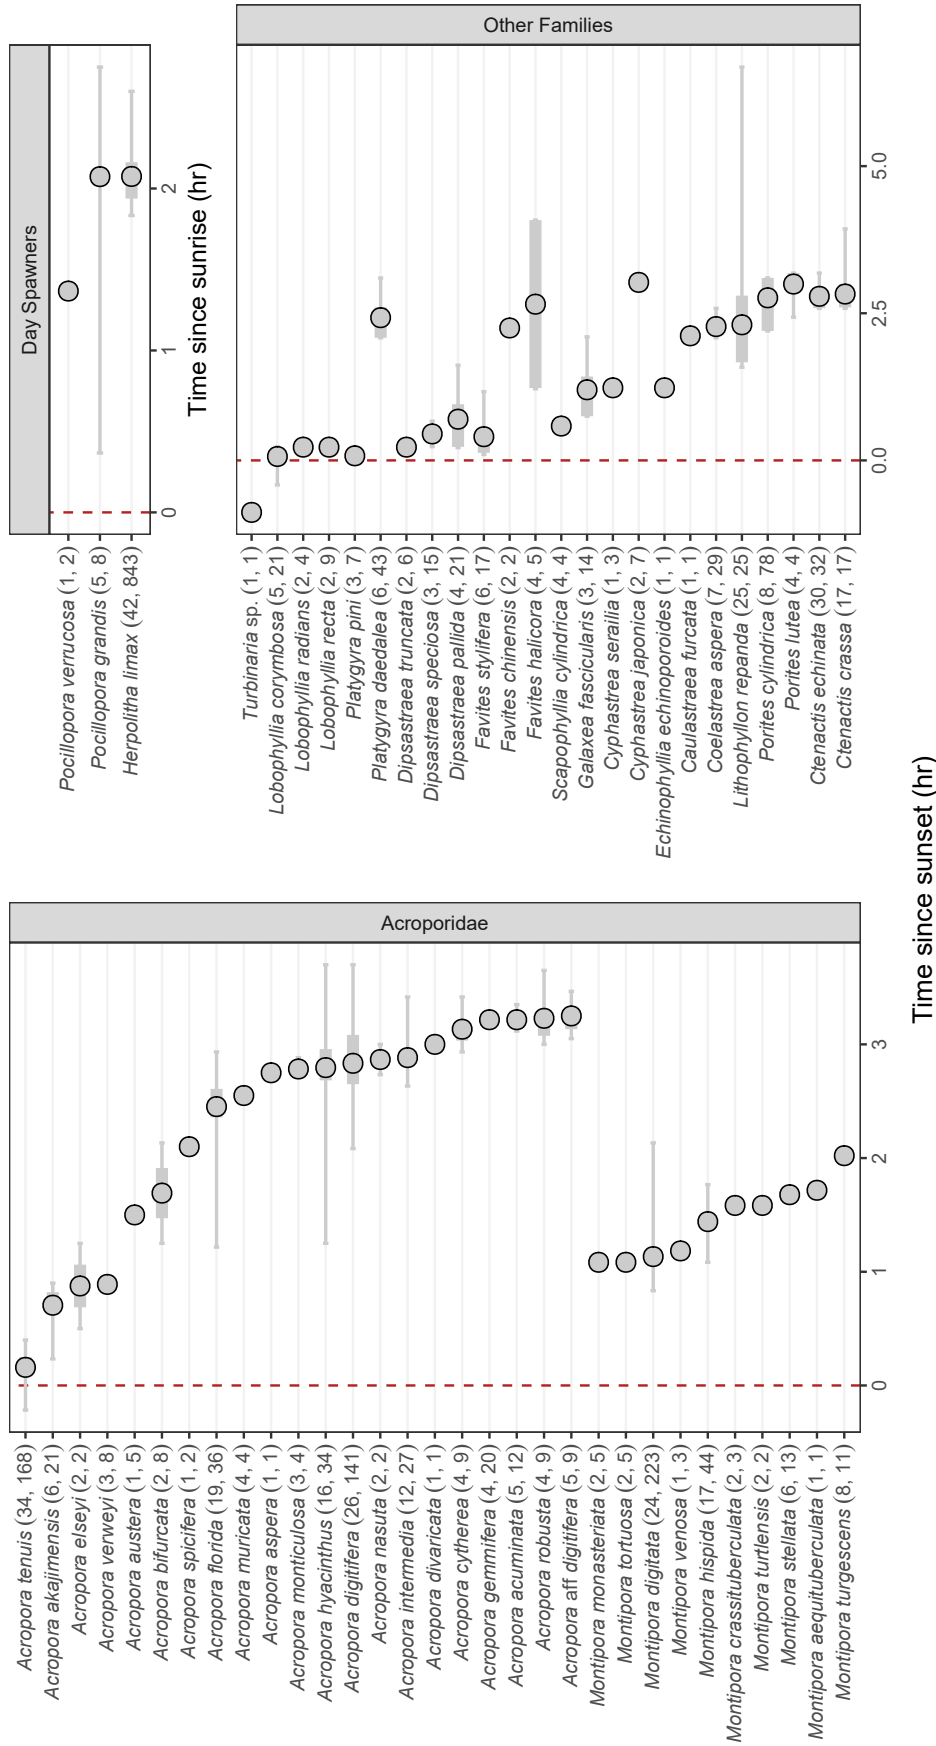 Acroporidae
Acropora tenuis (34, 168)
Acropora akajimensis (6, 21)
Acropora elseyi (2, 2)
Acropora verweyi (3, 8)
Acropora austera (1, 5)
Acropora bifurcata (2, 8)
Acropora spicifera (1, 2)
Acropora florida (19, 36)
Acropora muricata (4, 4)
Acropora aspera (1, 1)
Acropora monticulosa (3, 4)
Acropora hyacinthus (16, 34)
Acropora digitifera (26, 141)
Acropora nasuta (2, 2)
Acropora intermedia (12, 27)
Acropora divaricata (1, 1)
Acropora cytherea (4, 9)
Acropora gemmifera (4, 20)
Acropora acuminata (5, 12)
Acropora robusta (4, 9)
Acropora aff digitifera (5, 9)
Montipora monasteriata (2, 5)
Montipora tortuosa (2, 5)
Montipora digitata (24, 223)
Montipora venosa (1, 3)
Montipora hispida (17, 44)
Montipora crassituberculata (2, 3)
Montipora turtlensis (2, 2)
Montipora stellata (6, 13)
Montipora aequituberculata (1, 1)
Montipora turgescens (8, 11)
0 1 2 3
Day Spawners
Pocillopora verrucosa (1, 2)
Pocillopora grandis (5, 8)
Herpolitha limax (42, 843)
0 1 2
Time since sunrise (hr)
Other Families
Turbinaria sp. (1, 1)
Lobophyllia corymbosa (5, 21)
Lobophyllia radians (2, 4)
Lobophyllia recta (2, 9)
Platygyra pini (3, 7)
Platygyra daedalea (6, 43)
Dipsastraea truncata (2, 6)
Dipsastraea speciosa (3, 15)
Dipsastraea pallida (4, 21)
Favites stylifera (6, 17)
Favites chinensis (2, 2)
Favites halicora (4, 5)
Scapophyllia cylindrica (4, 4)
Galaxea fascicularis (3, 14)
Cyphastrea serailia (1, 3)
Cyphastrea japonica (2, 7)
Echinophyllia echinoporoides (1, 1)
Caulastraea furcata (1, 1)
Coelastrea aspera (7, 29)
Lithophyllon repanda (25, 25)
Porites cylindrica (8, 78)
Porites lutea (4, 4)
Ctenactis echinata (30, 32)
Ctenactis crassa (17, 17)
0.0 2.5 5.0
Time since sunset (hr)